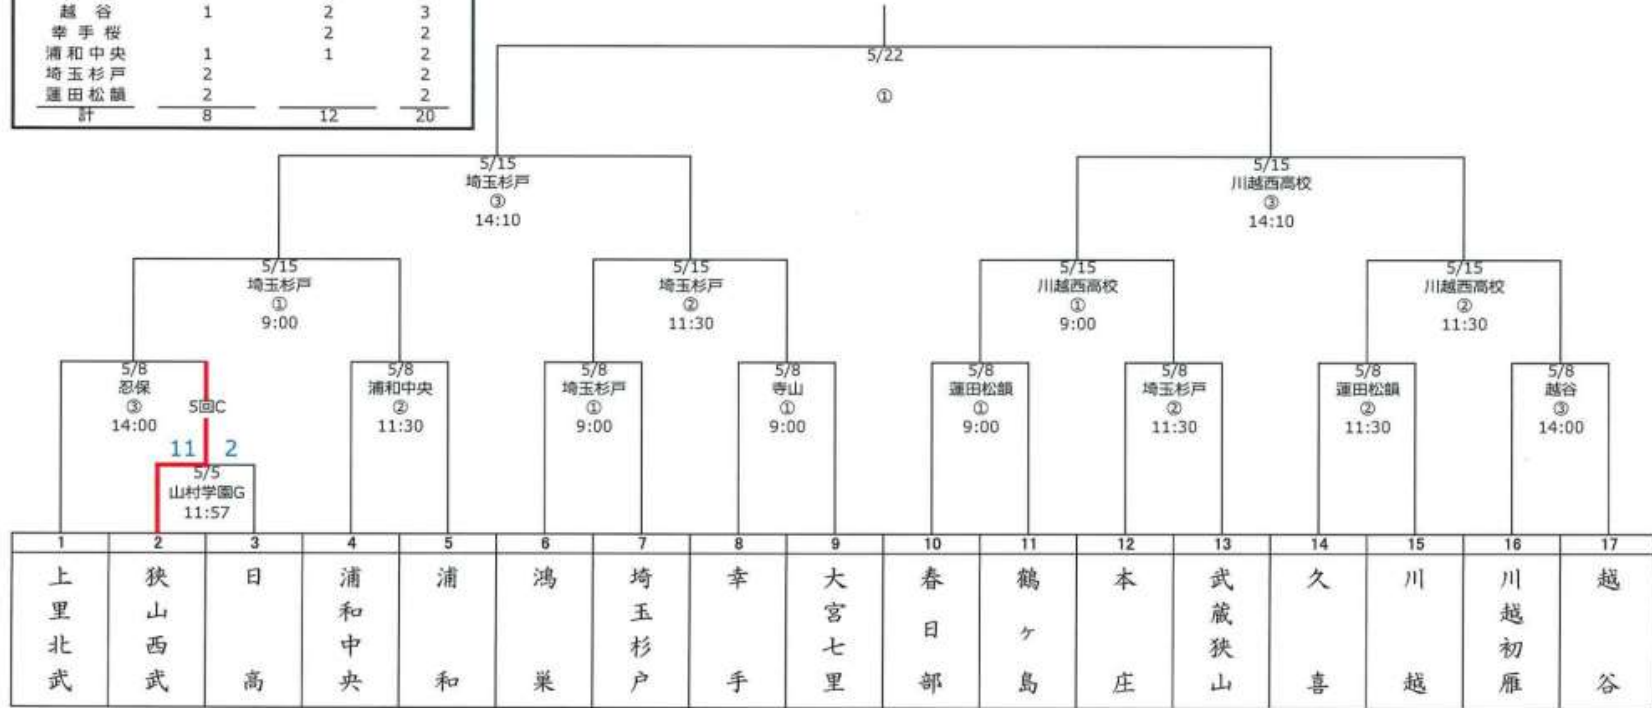 越谷 1 2 3
幸手桜 2 2
浦和中央 1 1 2
埼玉杉戸 2 2
蓮田松韻 2 2
計 8 12 20
5/22
①
5/15 5/15
埼玉杉戸 川越西高校
③ ③
14:10 14:10
5/15 5/15 5/15 5/15
埼玉杉戸 埼玉杉戸 川越西高校 川越西高校
① ② ① ②
9:00 11:30 9:00 11:30
5/8 5/8 5/8 5/8 5/8 5/8 5/8 5/8
忍保 浦和中央 埼玉杉戸 寺山 蓮田松韻 埼玉杉戸 蓮田松韻 越谷
③ 5回C ② ① ① ① ② ② ③
14:00 11:30 9:00 9:00 9:00 11:30 11:30 14:00
11 2
5/5
山村学園G
11:57
1 2 3 4 5 6 7 8 9 10 11 12 13 14 15 16 17
上里北武
狭山西武
日高
浦和中央
浦和
鴻巣
埼玉杉戸
幸手
大宮七里
春日部
鶴ヶ島
本庄
武蔵狭山
久喜
川越
川越初雁
越谷